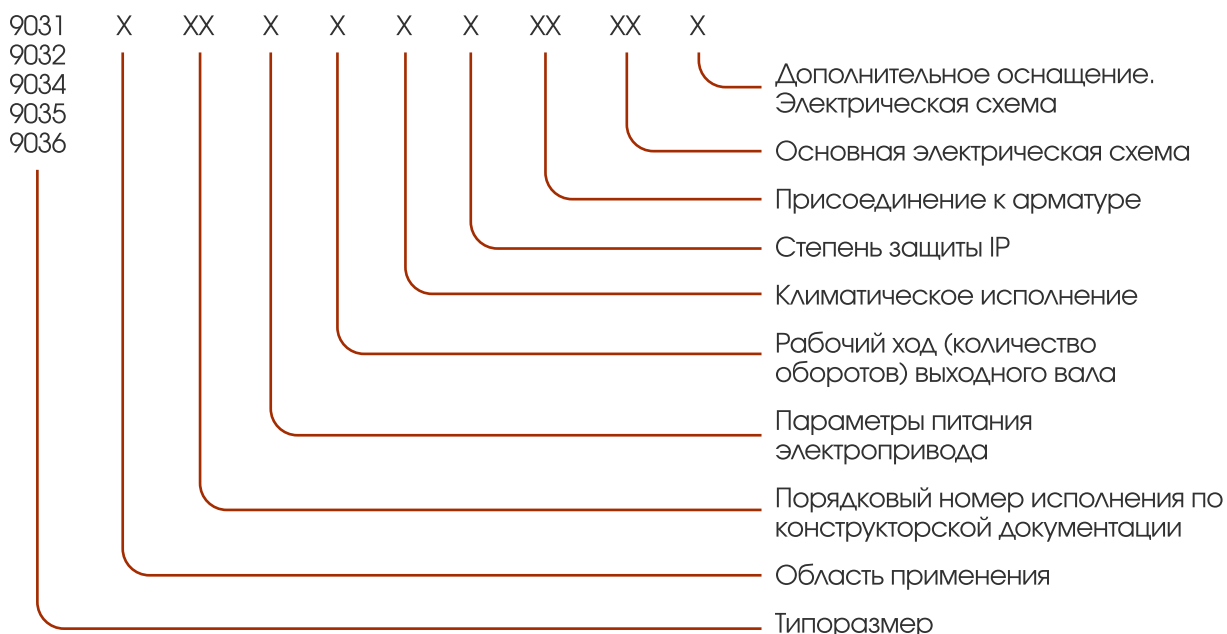 9031 X XX X X X X XX XX X
9032
9034
9035
9036
Дополнительное оснащение.
Электрическая схема
Основная электрическая схема
Присоединение к арматуре
Степень защиты IP
Климатическое исполнение
Рабочий ход (количество
оборотов) выходного вала
Параметры питания
электропривода
Порядковый номер исполнения по
конструкторской документации
Область применения
Типоразмер